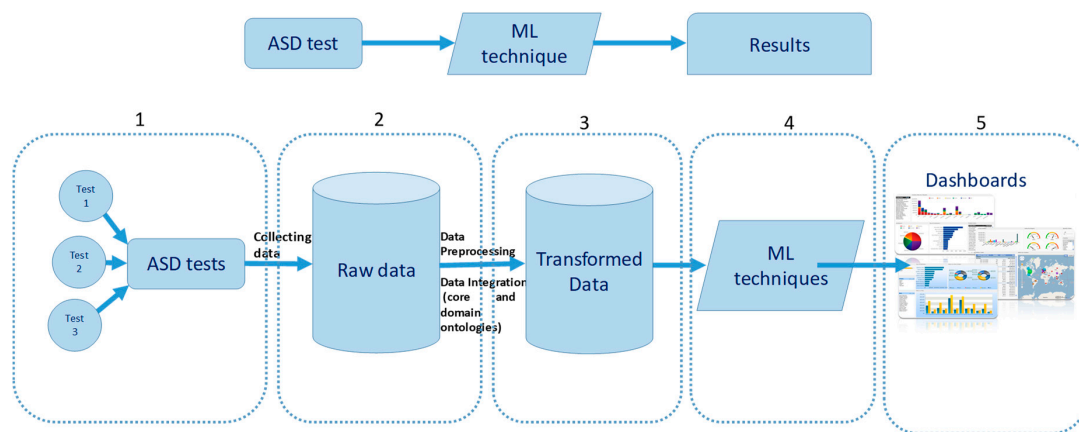 ASD test
ML
technique
Results
1
2
3
4
5
Test
1
Test
2
Test
3
ASD tests
Collecting
data
Raw data
Data
Preprocessing
Data Integration
(core and
domain
ontologies)
Transformed
Data
ML
techniques
Dashboards